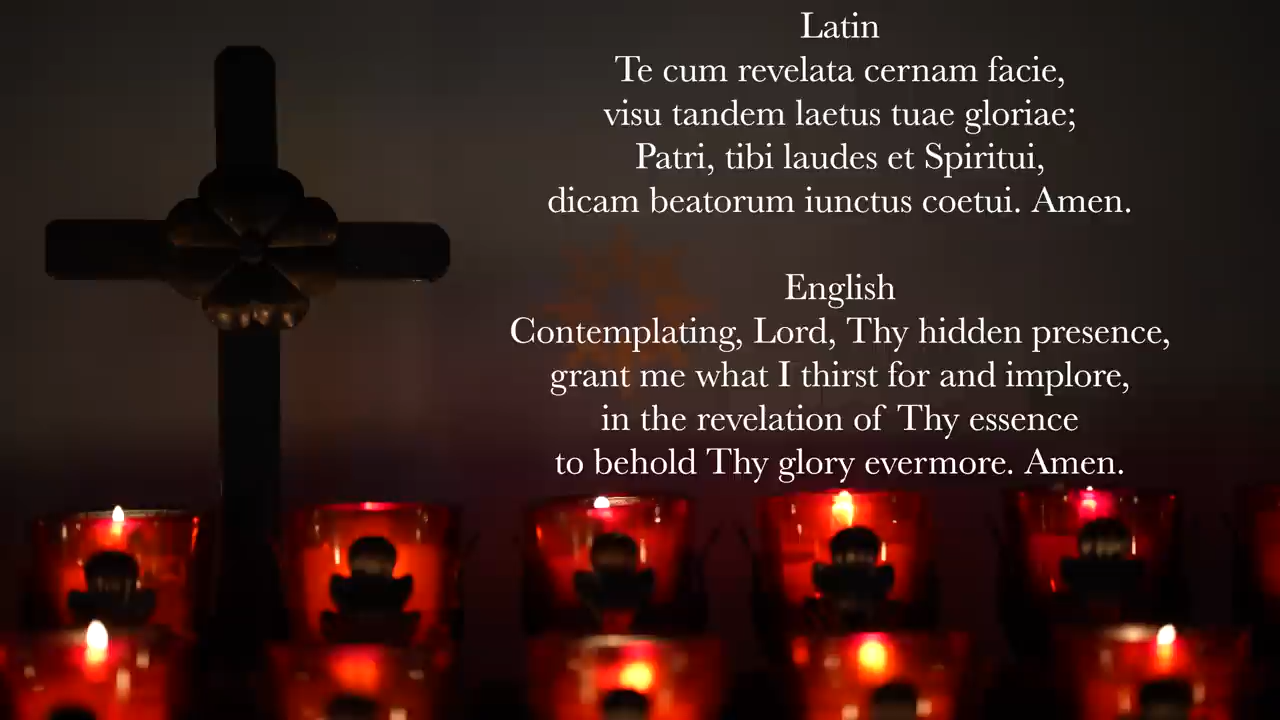 Latin
Te cum revelata cernam facie,
visu tandem laetus tuae gloriae;
Patri, tibi laudes et Spiritui,
dicam beatorum iunctus coetui. Amen.
English
Contemplating, Lord, Thy hidden presence,
grant me what I thirst for and implore,
in the revelation of Thy essence
to behold Thy glory evermore. Amen.